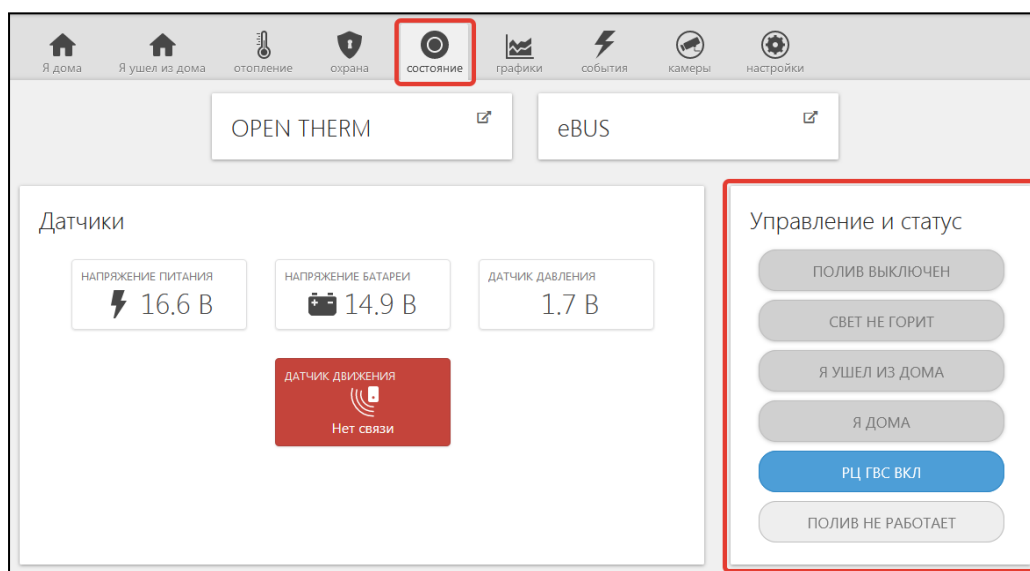 Я дома
Я ушел из дома
отопление
охрана
состояние
графики
события
камеры
настройки
OPEN THERM
eBUS
Датчики
НАПРЯЖЕНИЕ ПИТАНИЯ
16.6 В
НАПРЯЖЕНИЕ БАТАРЕИ
14.9 В
ДАТЧИК ДАВЛЕНИЯ
1.7 В
ДАТЧИК ДВИЖЕНИЯ
Нет связи
Управление и статус
ПОЛИВ ВЫКЛЮЧЕН
СВЕТ НЕ ГОРИТ
Я УШЕЛ ИЗ ДОМА
Я ДОМА
РЦ ГВС ВКЛ
ПОЛИВ НЕ РАБОТАЕТ